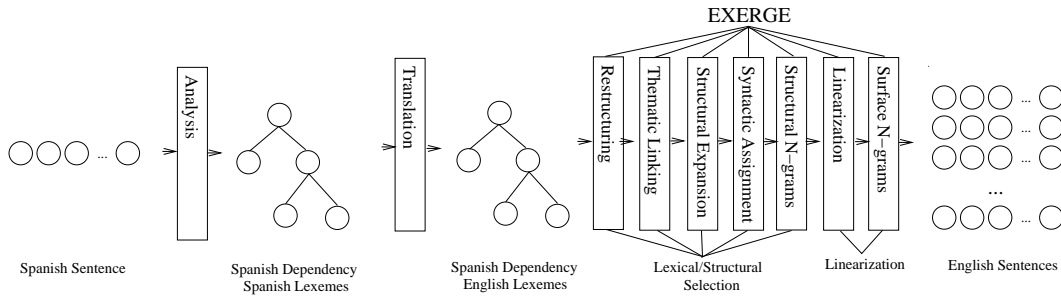 EXERGE
Analysis
Translation
Restructuring
Thematic Linking
Structural Expansion
Syntactic Assignment
Structural N-grams
Linearization
Surface N-grams
...
...
...
...
...
...
Spanish Sentence
Spanish Dependency
Spanish Lexemes
Spanish Dependency
English Lexemes
Lexical/Structural
Selection
Linearization
English Sentences